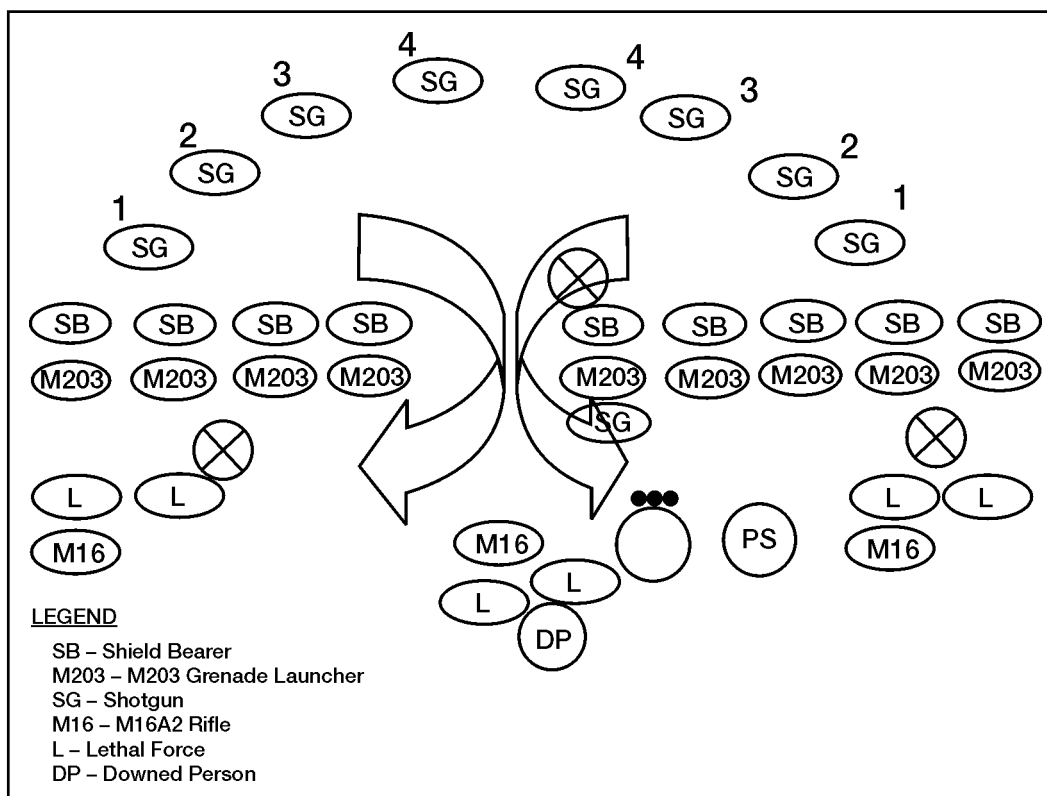 4 4
SG SG
3 3
SG SG
2 2
SG SG
1 1
SG SG
SB SB SB SB SB SB SB SB SB
M203 M203 M203 M203 M203 M203 M203 M203 M203
SG
L L L L
M16 M16 PS M16
L L
DP
LEGEND
SB – Shield Bearer
M203 – M203 Grenade Launcher
SG – Shotgun
M16 – M16A2 Rifle
L – Lethal Force
DP – Downed Person